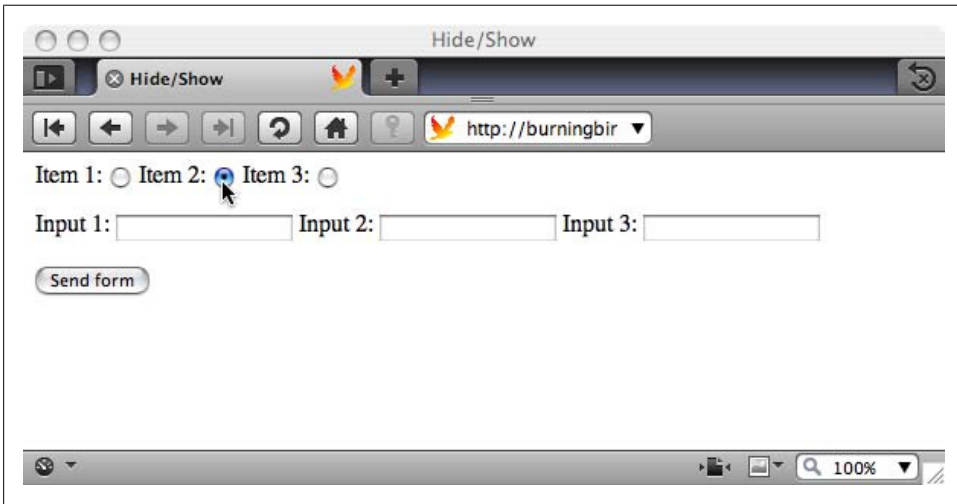 Hide/Show
Hide/Show
http://burningbir
Item 1: Item 2: Item 3:
Input 1: Input 2: Input 3:
Send form
100%